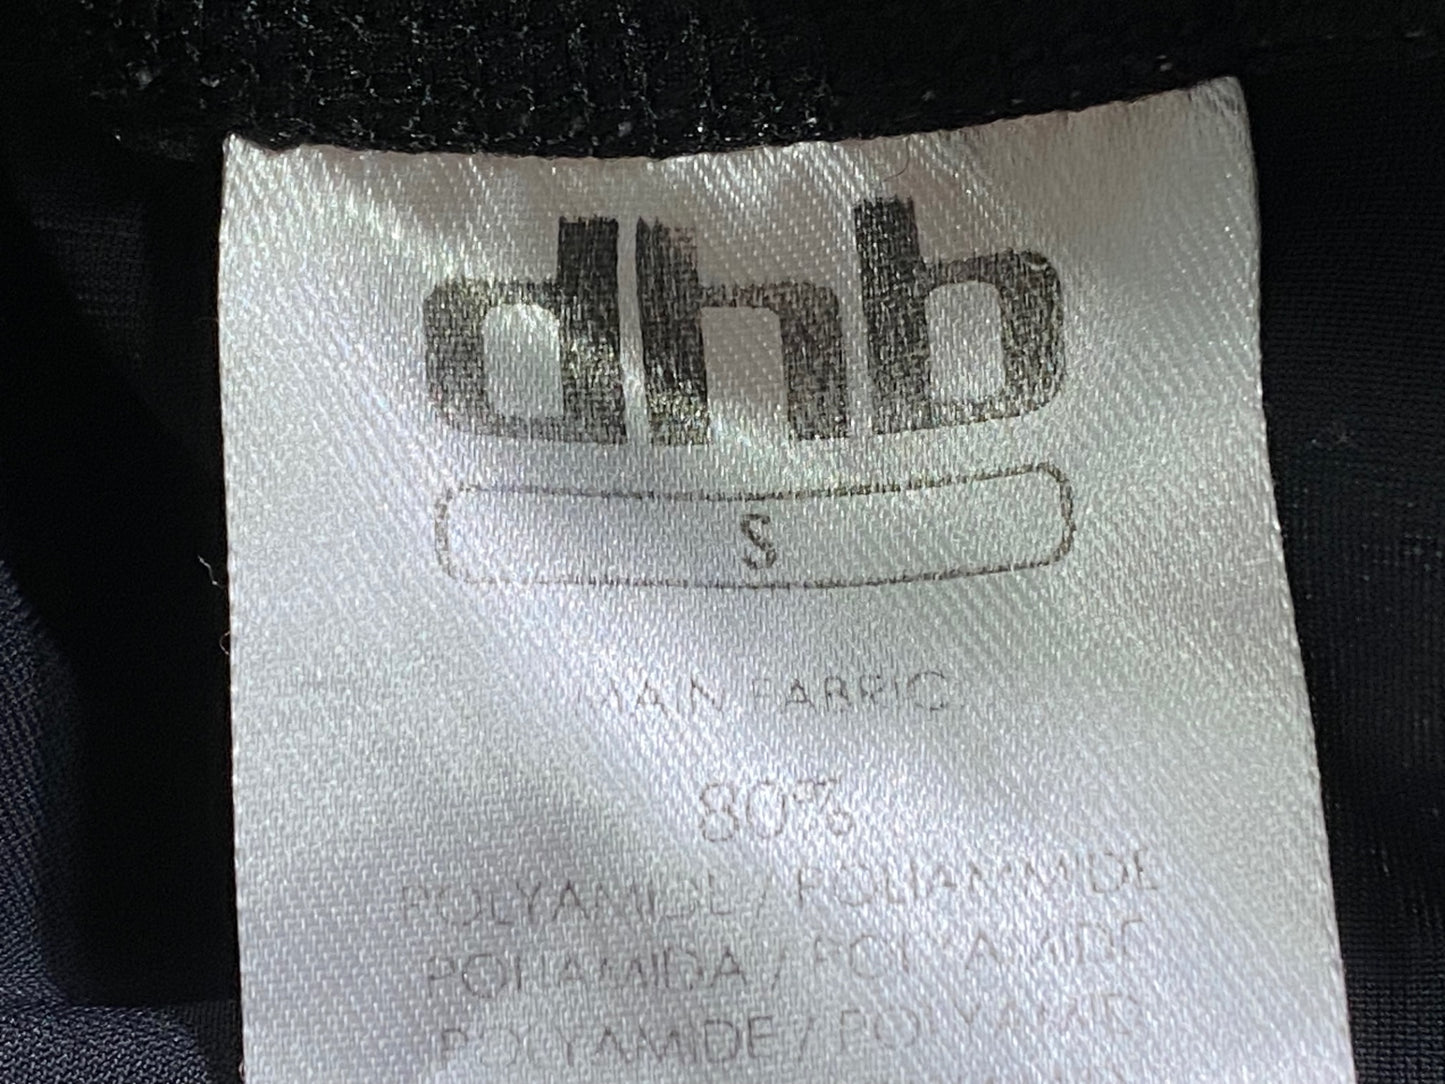 dhb
S
MAIN FABRIC
80%
POLYAMIDE / POLIAMMIDE
POLIAMIDA / POLYAMIDE
POLYAMIDE / POLYAMID